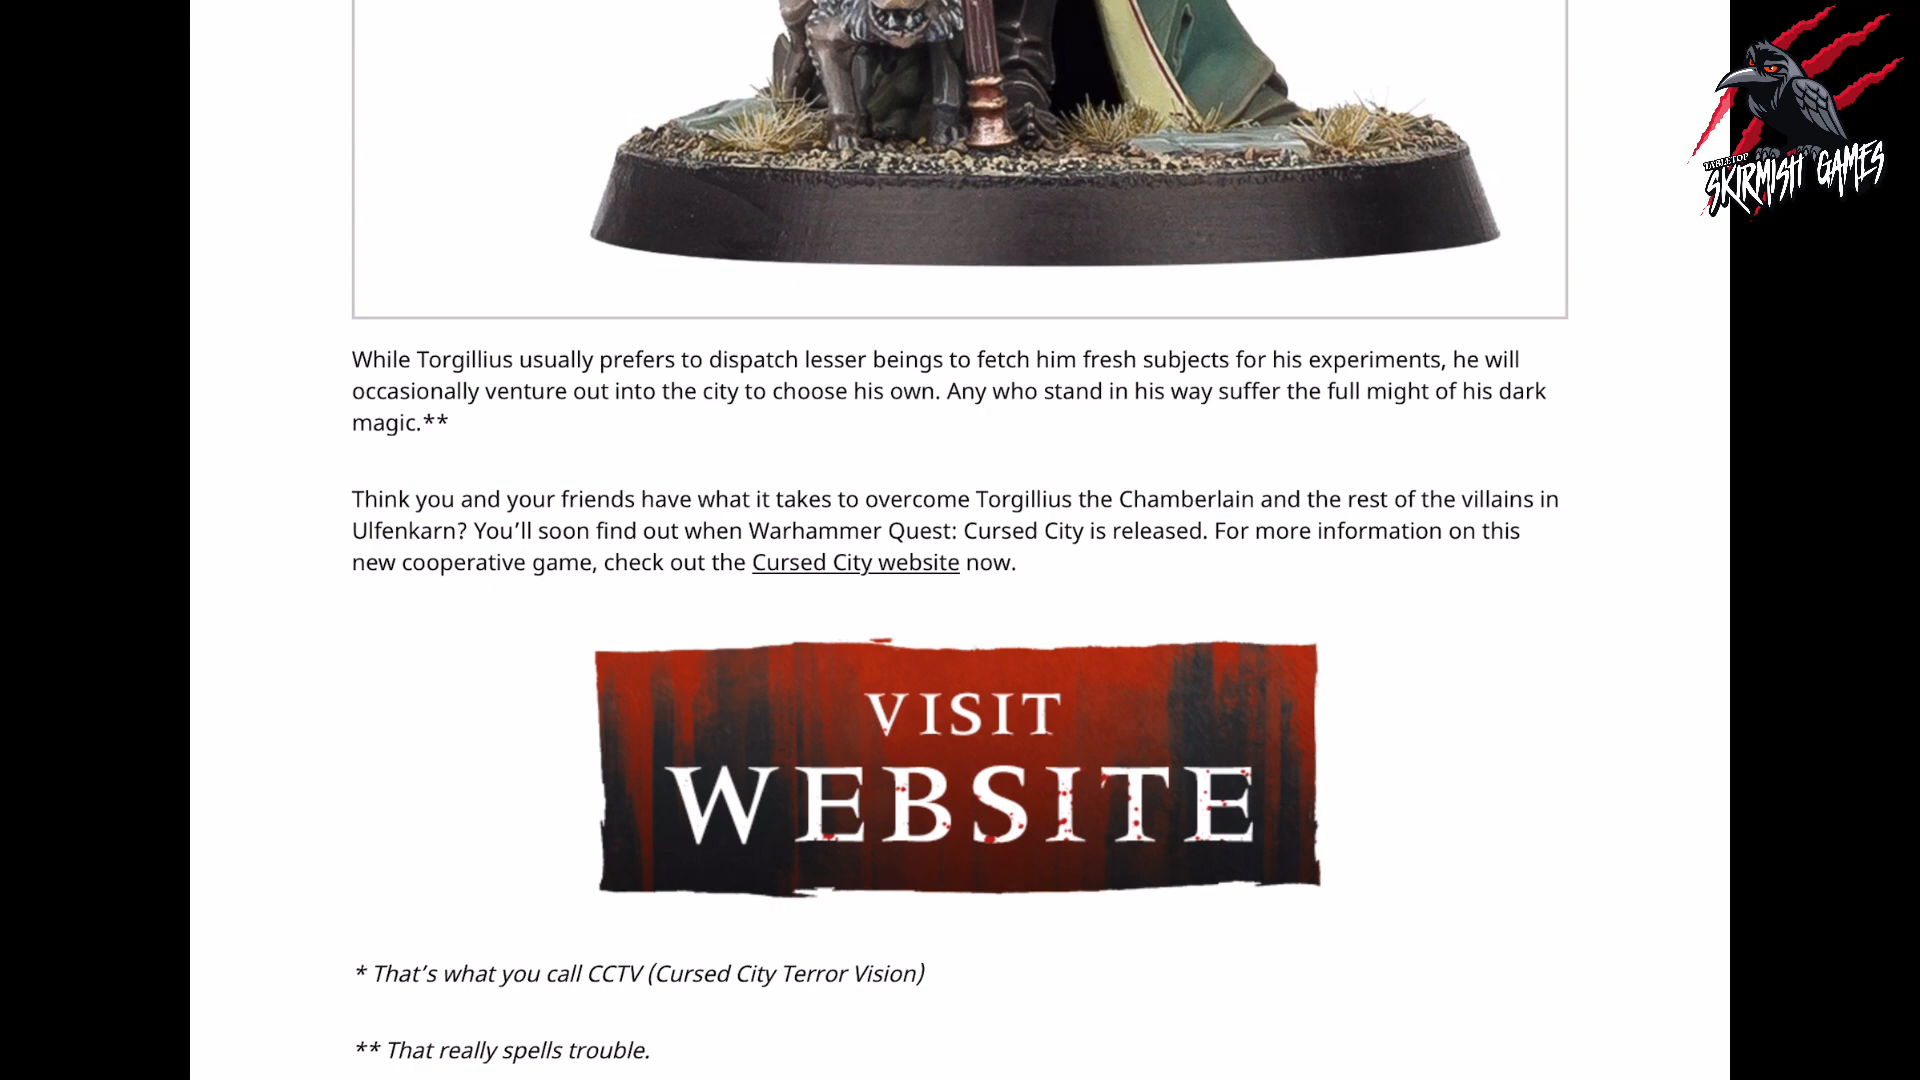 TABLETOP
SKIRMISH GAMES
While Torgillius usually prefers to dispatch lesser beings to fetch him fresh subjects for his experiments, he will
occasionally venture out into the city to choose his own. Any who stand in his way suffer the full might of his dark
magic.**
Think you and your friends have what it takes to overcome Torgillius the Chamberlain and the rest of the villains in
Ulfenkarn? You’ll soon find out when Warhammer Quest: Cursed City is released. For more information on this
new cooperative game, check out the Cursed City website now.
VISIT
WEBSITE
* That’s what you call CCTV (Cursed City Terror Vision)
** That really spells trouble.